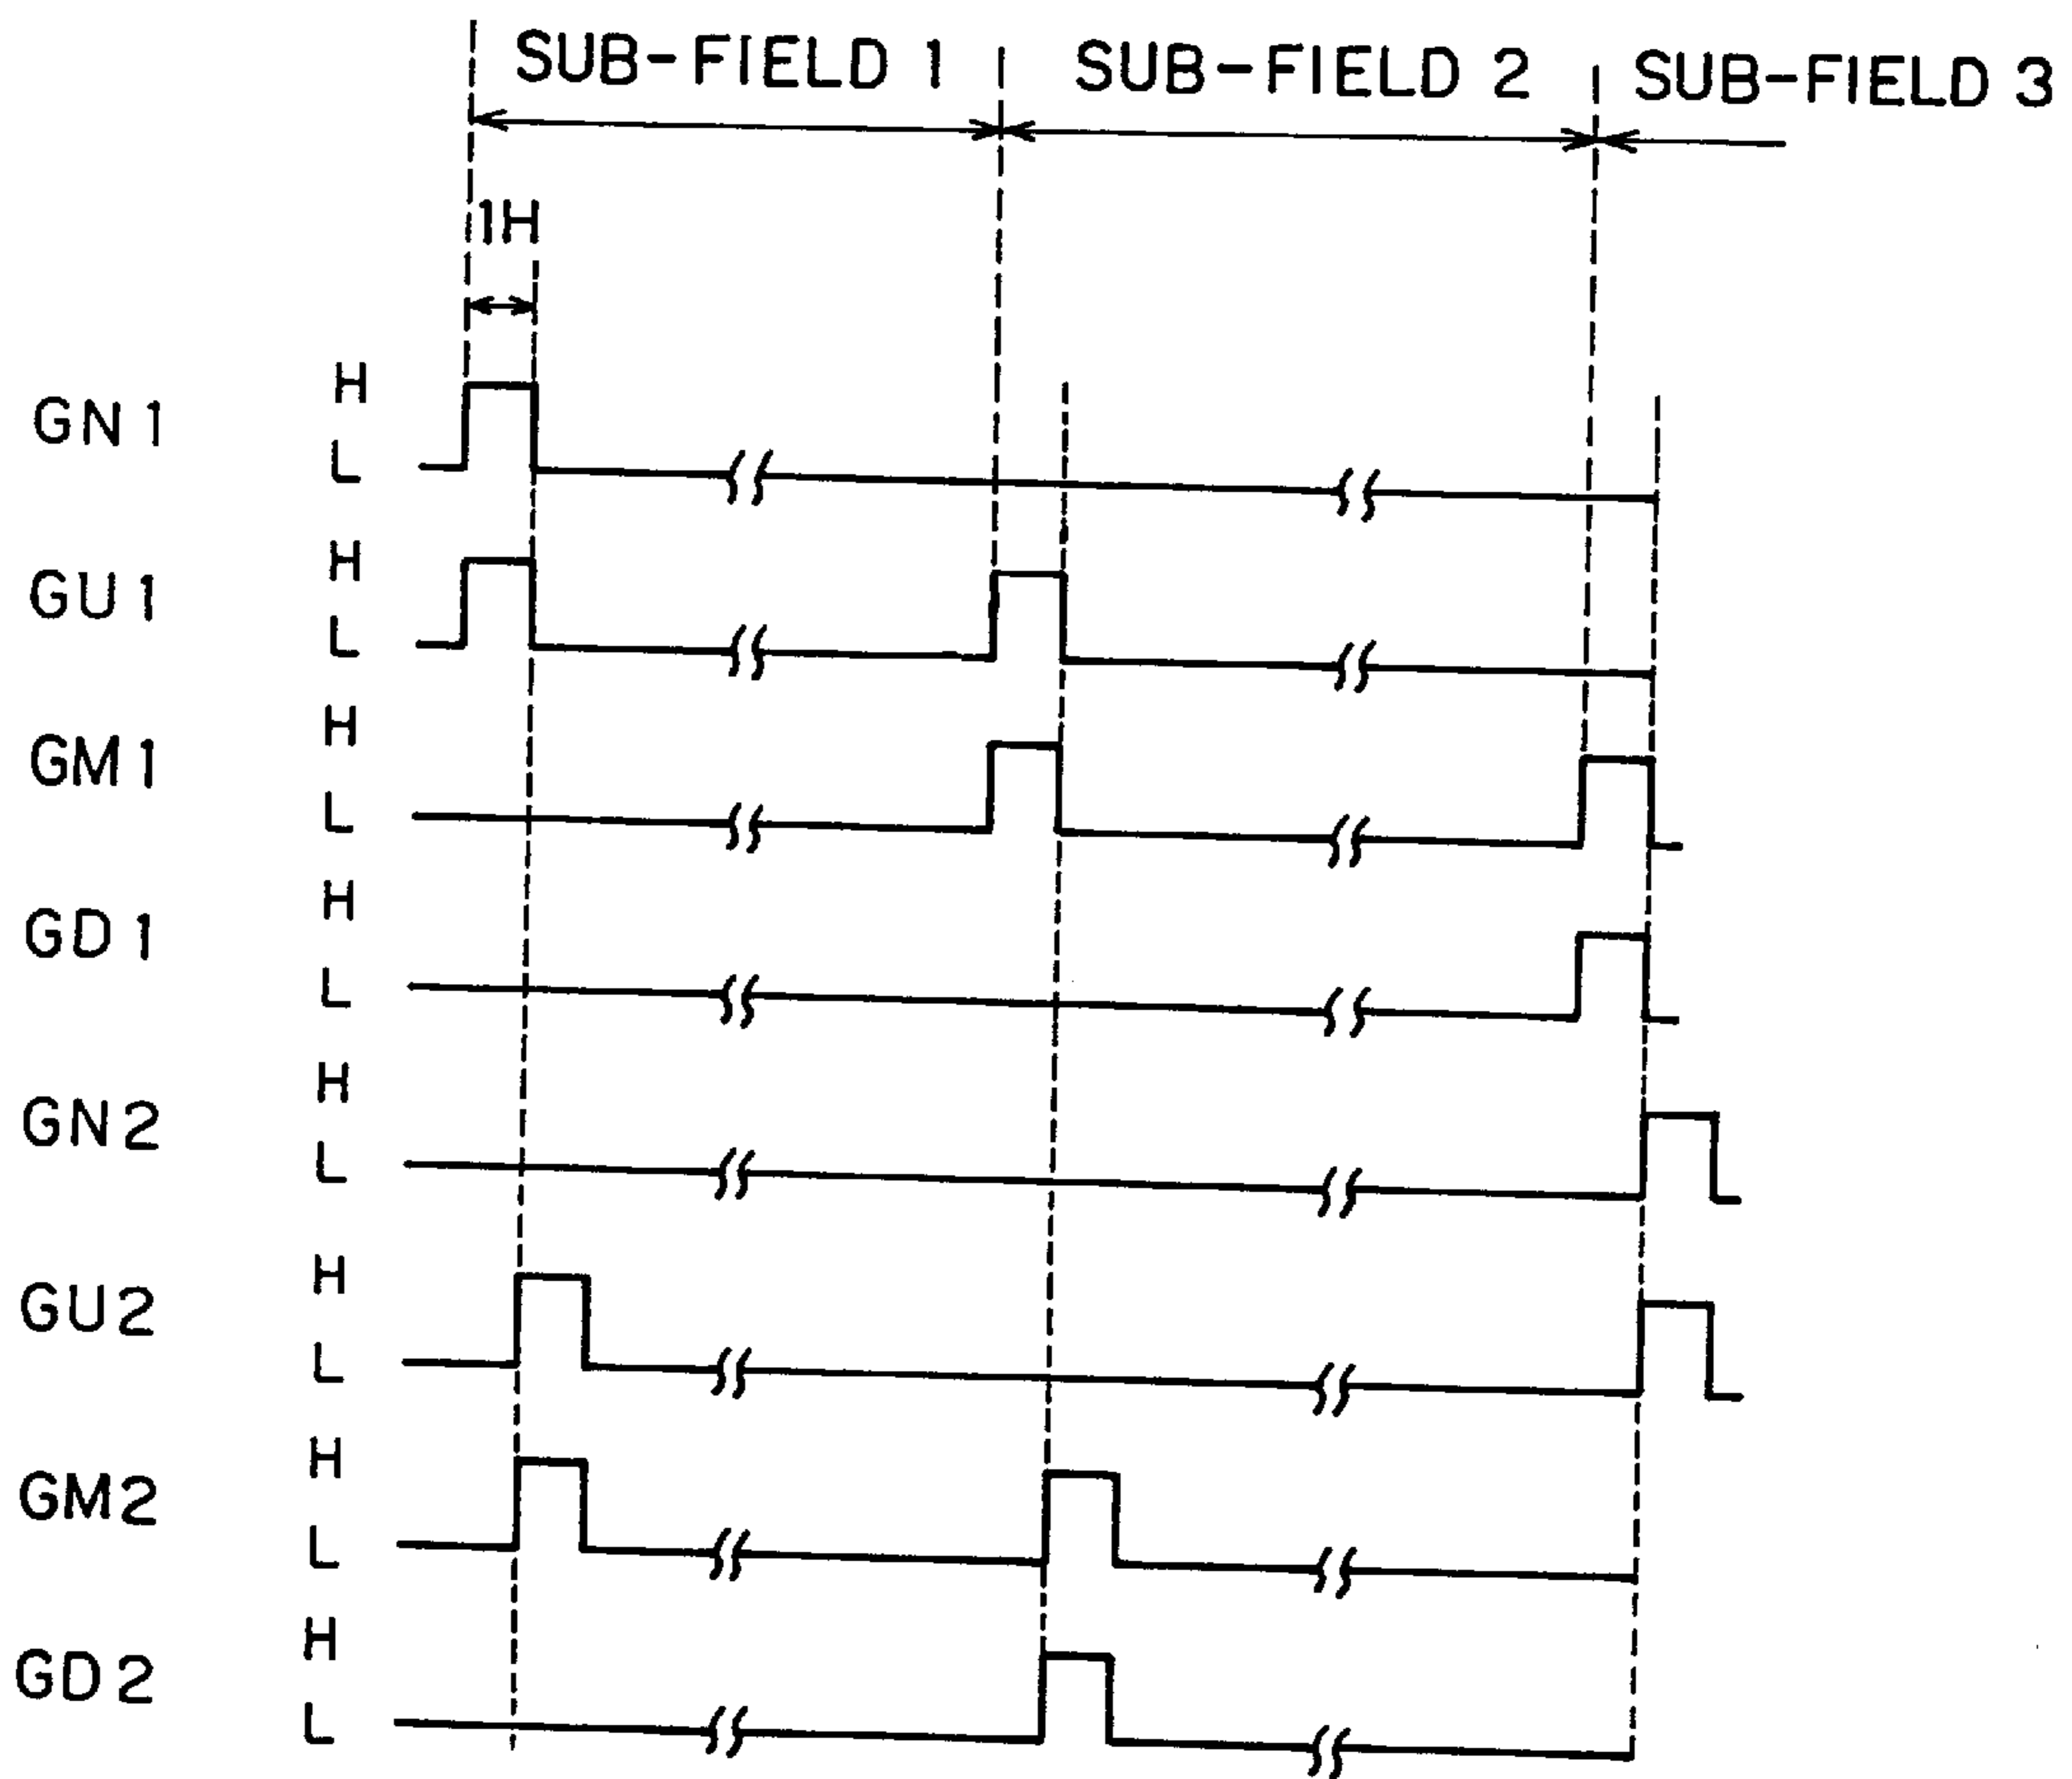 SUB-FIELD 1 SUB-FIELD 2 SUB-FIELD 3
1H
H
GN1
L
H
GU1
L
H
GM1
L
H
GD1
L
H
GN2
L
H
GU2
L
H
GM2
L
H
GD2
L